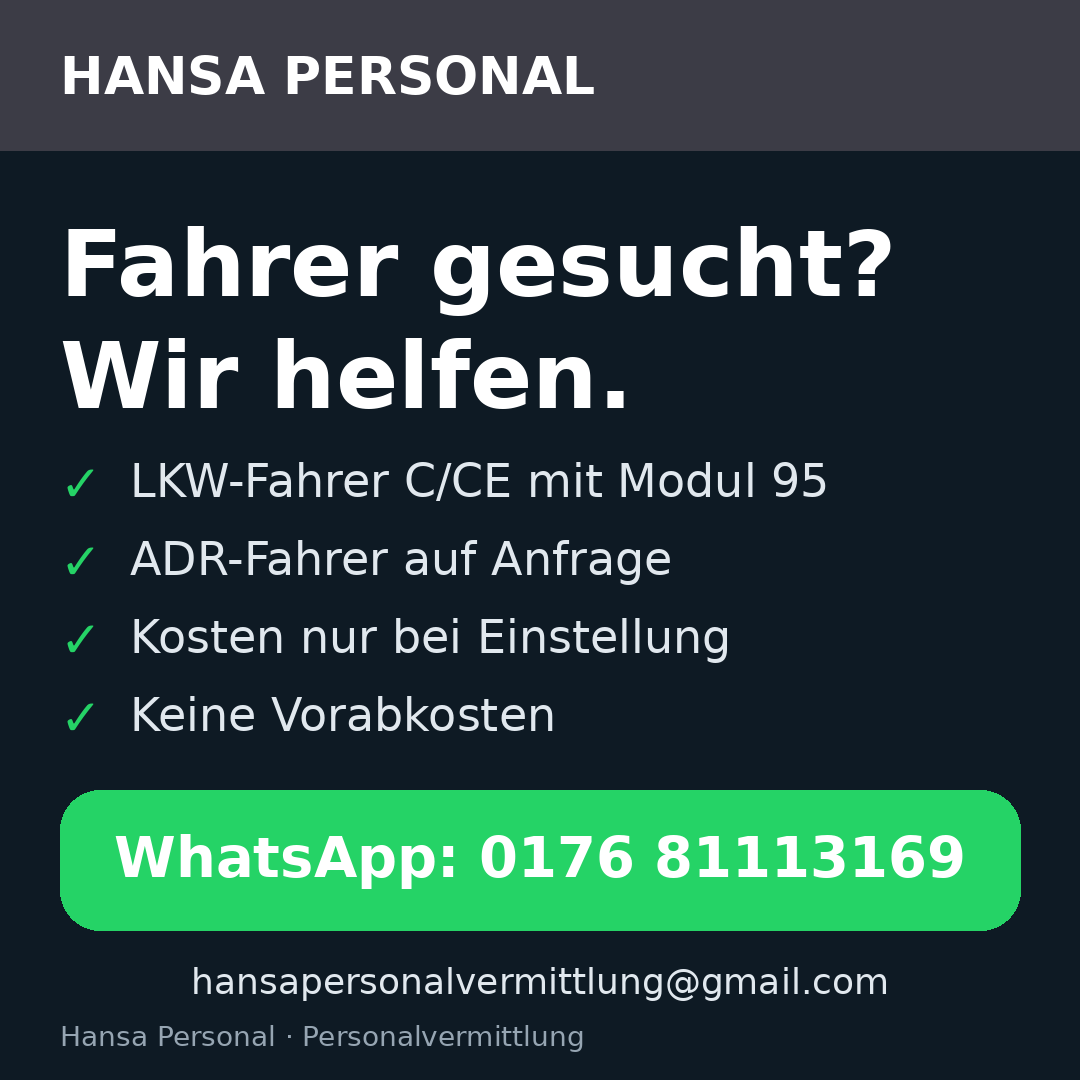 HANSA PERSONAL
Fahrer gesucht?
Wir helfen.
✓ LKW-Fahrer C/CE mit Modul 95
✓ ADR-Fahrer auf Anfrage
✓ Kosten nur bei Einstellung
✓ Keine Vorabkosten
WhatsApp: 0176 81113169
hansapersonalvermittlung@gmail.com
Hansa Personal · Personalvermittlung